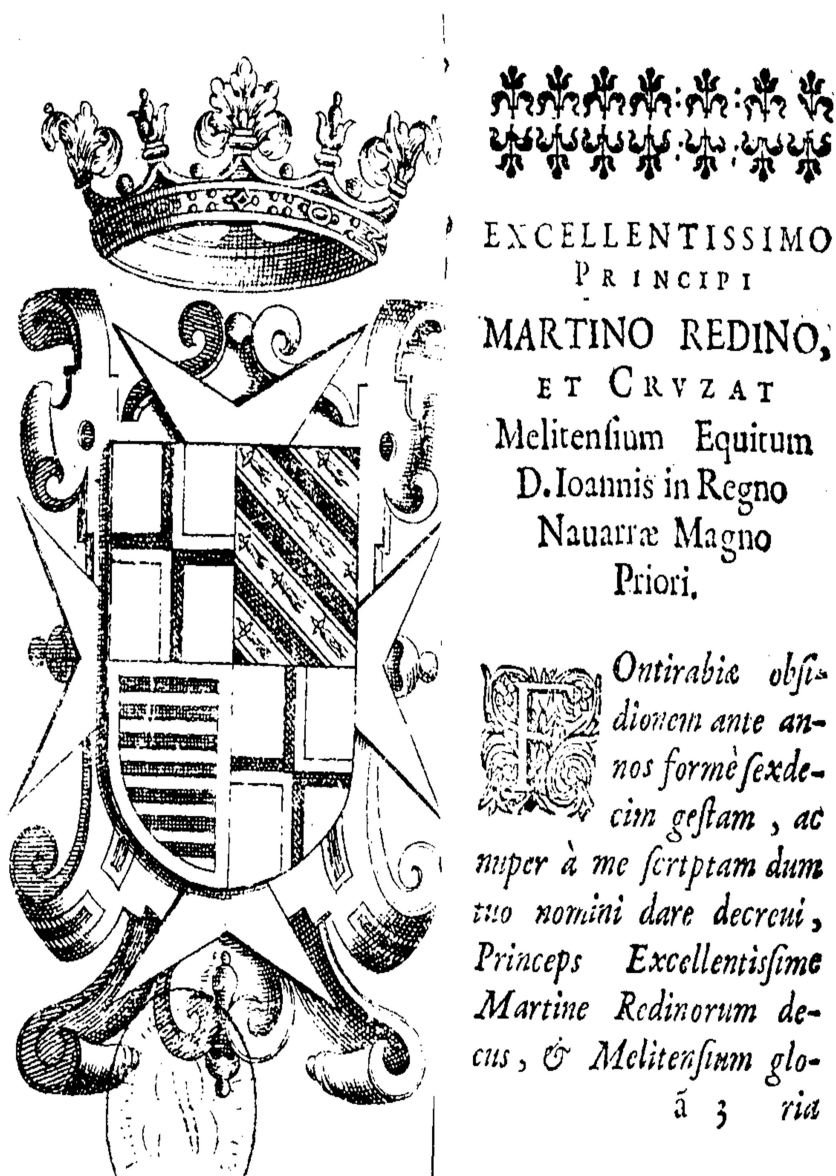 EXCELLENTISSIMO
PRINCIPI
MARTINO REDINO,
ET CRVZAT
Melitenſium Equitum
D. Ioannis in Regno
Nauarræ Magno
Priori.
FOntirabiæ obſi-
dionem ante an-
nos formè ſexde-
cim geſtam, ac
nuper à me ſcriptam dum
tuo nomini dare decreui,
Princeps Excellentiſſime
Martine Redinorum de-
cus, & Melitenſium glo-
ã 3 ria